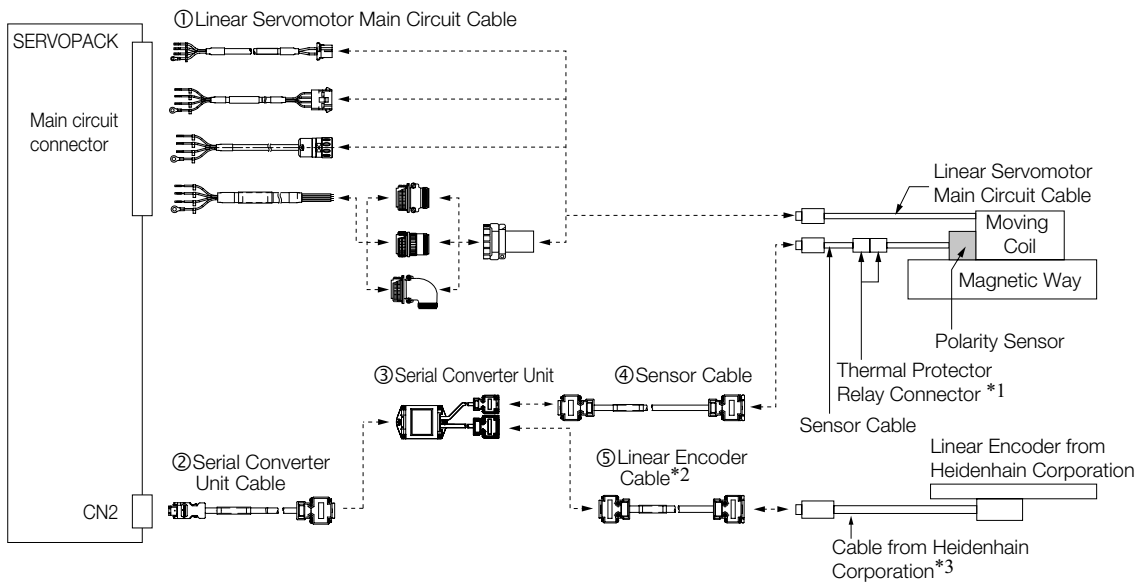 ①Linear Servomotor Main Circuit Cable
SERVOPACK
Main circuit
connector
Linear Servomotor
Main Circuit Cable
Moving
Coil
Magnetic Way
Polarity Sensor
Thermal Protector
Relay Connector *1
Sensor Cable
③Serial Converter Unit
④Sensor Cable
②Serial Converter
Unit Cable
⑤Linear Encoder
Cable*2
Linear Encoder from
Heidenhain Corporation
CN2
Cable from Heidenhain
Corporation*3